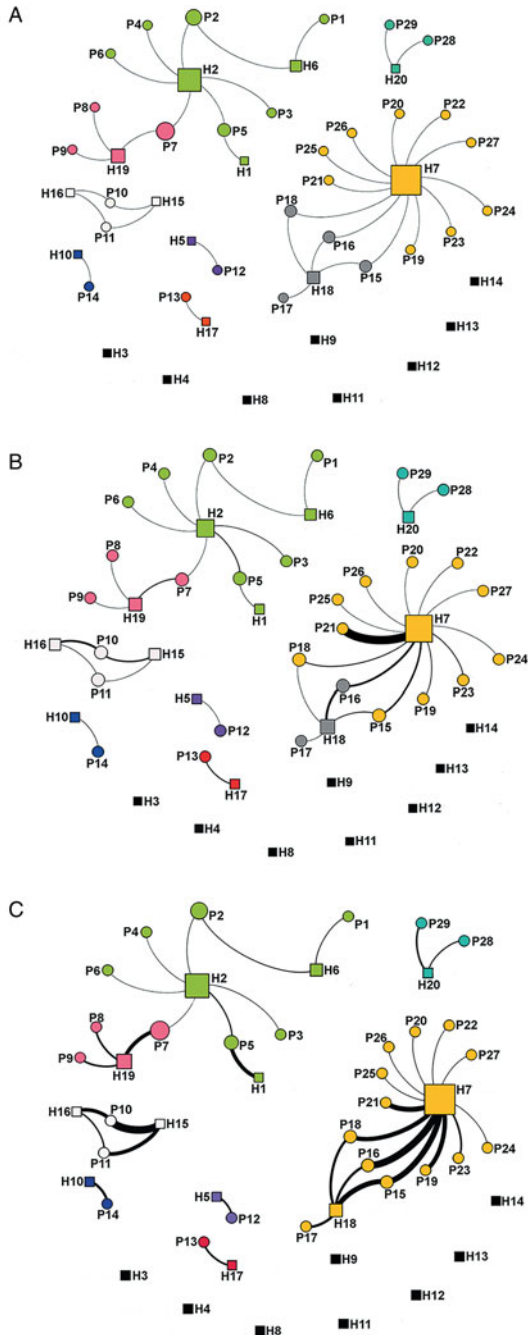 A
P2
P1
P4
P29
P28
P6
H2
H6
H20
P20
P22
P8
P3
P26
P5
P27
P7
P25
P9
H19
H1
H7
P21
H16
P10
H15
P18
P24
P11
H5
P16
P23
H10
P12
P19
P15
P14
P13
H18
H14
P17
H17
H9
H13
H3
H12
H4
H8
H11
B
P2
P1
P29
P4
P28
P6
H2
H6
H20
P8
P20
P22
P3
P26
P5
P27
P7
P25
P9
H19
H1
H7
P21
P10
H16
H15
P18
P24
P11
P16
P23
H5
H10
P19
P12
P15
H18
H14
P14
P13
P17
H17
H9
H13
H3
H12
H4
H8
H11
C
P2
P1
P29
P4
P28
P6
H2
H6
H20
P20
P22
P8
P3
P26
P7
P5
P27
P9
P25
H19
H7
H1
P21
P10
H16
H15
P18
P24
P11
P16
P23
P19
H10
H5
P15
P14
P12
H18
H14
P13
P17
H17
H9
H13
H3
H12
H4
H8
H11